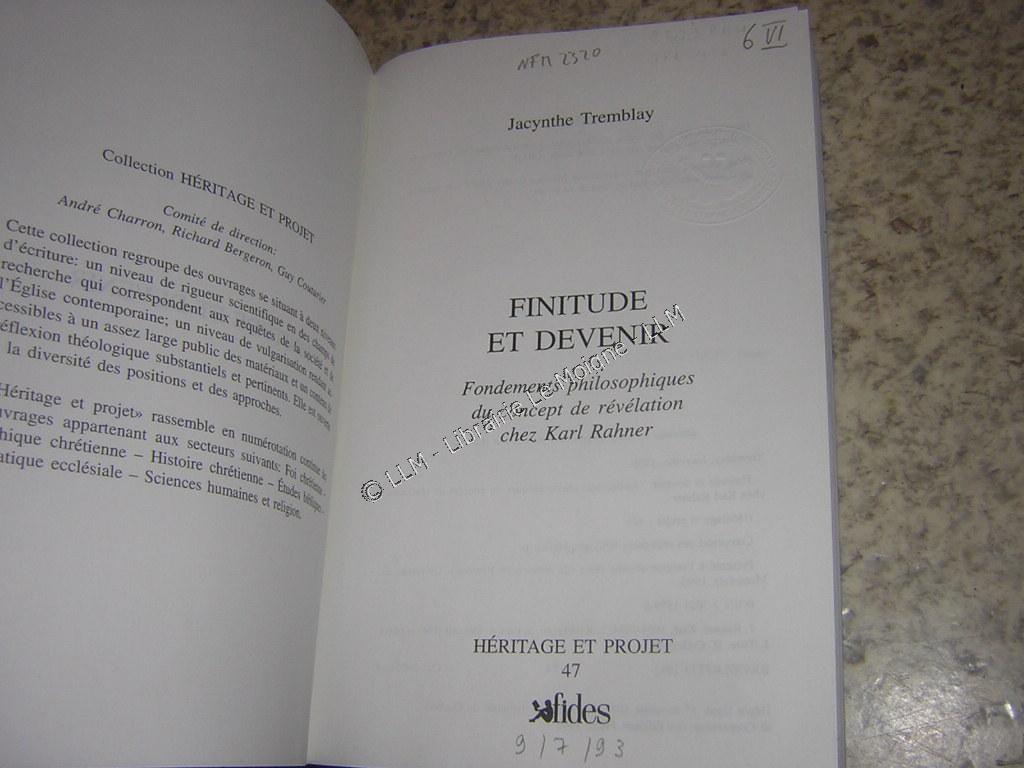 Collection HÉRITAGE ET PROJET
Comité de direction:
André Charron, Richard Bergeron, Guy Couturier
Cette collection regroupe des ouvrages se situant à deux niveaux
d'écriture: un niveau de rigueur scientifique en des champs de
recherche qui correspondent aux requêtes de la société et de
l'Église contemporaine; un niveau de vulgarisation rendant ac-
cessibles à un assez large public des matériaux et un contenu de
réflexion théologique substantiels et pertinents. Elle est ouverte
la diversité des positions et des approches.
Héritage et projet» rassemble en numérotation continue les
uvrages appartenant aux secteurs suivants: Foi chrétienne –
hique chrétienne – Histoire chrétienne – Études bibliques –
atique ecclésiale – Sciences humaines et religion.
NFM 2320
6 VI
Jacynthe Tremblay
FINITUDE
ET DEVENIR
Fondements philosophiques
du concept de révélation
chez Karl Rahner
© LLM - Librairie Le Moigne - LLM
HÉRITAGE ET PROJET
47
fides
9/7/93